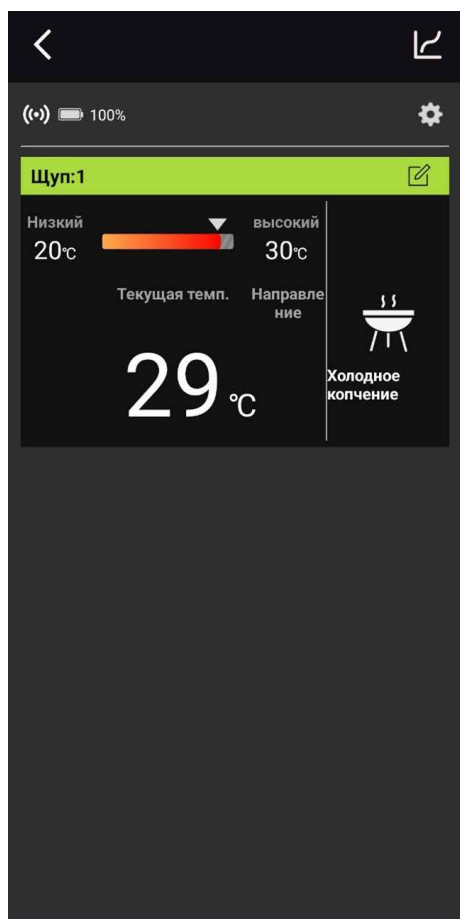 100%
Щуп:1
Низкий
высокий
20°C
30°C
Текущая темп.
Направле
ние
29 °C
Холодное
копчение